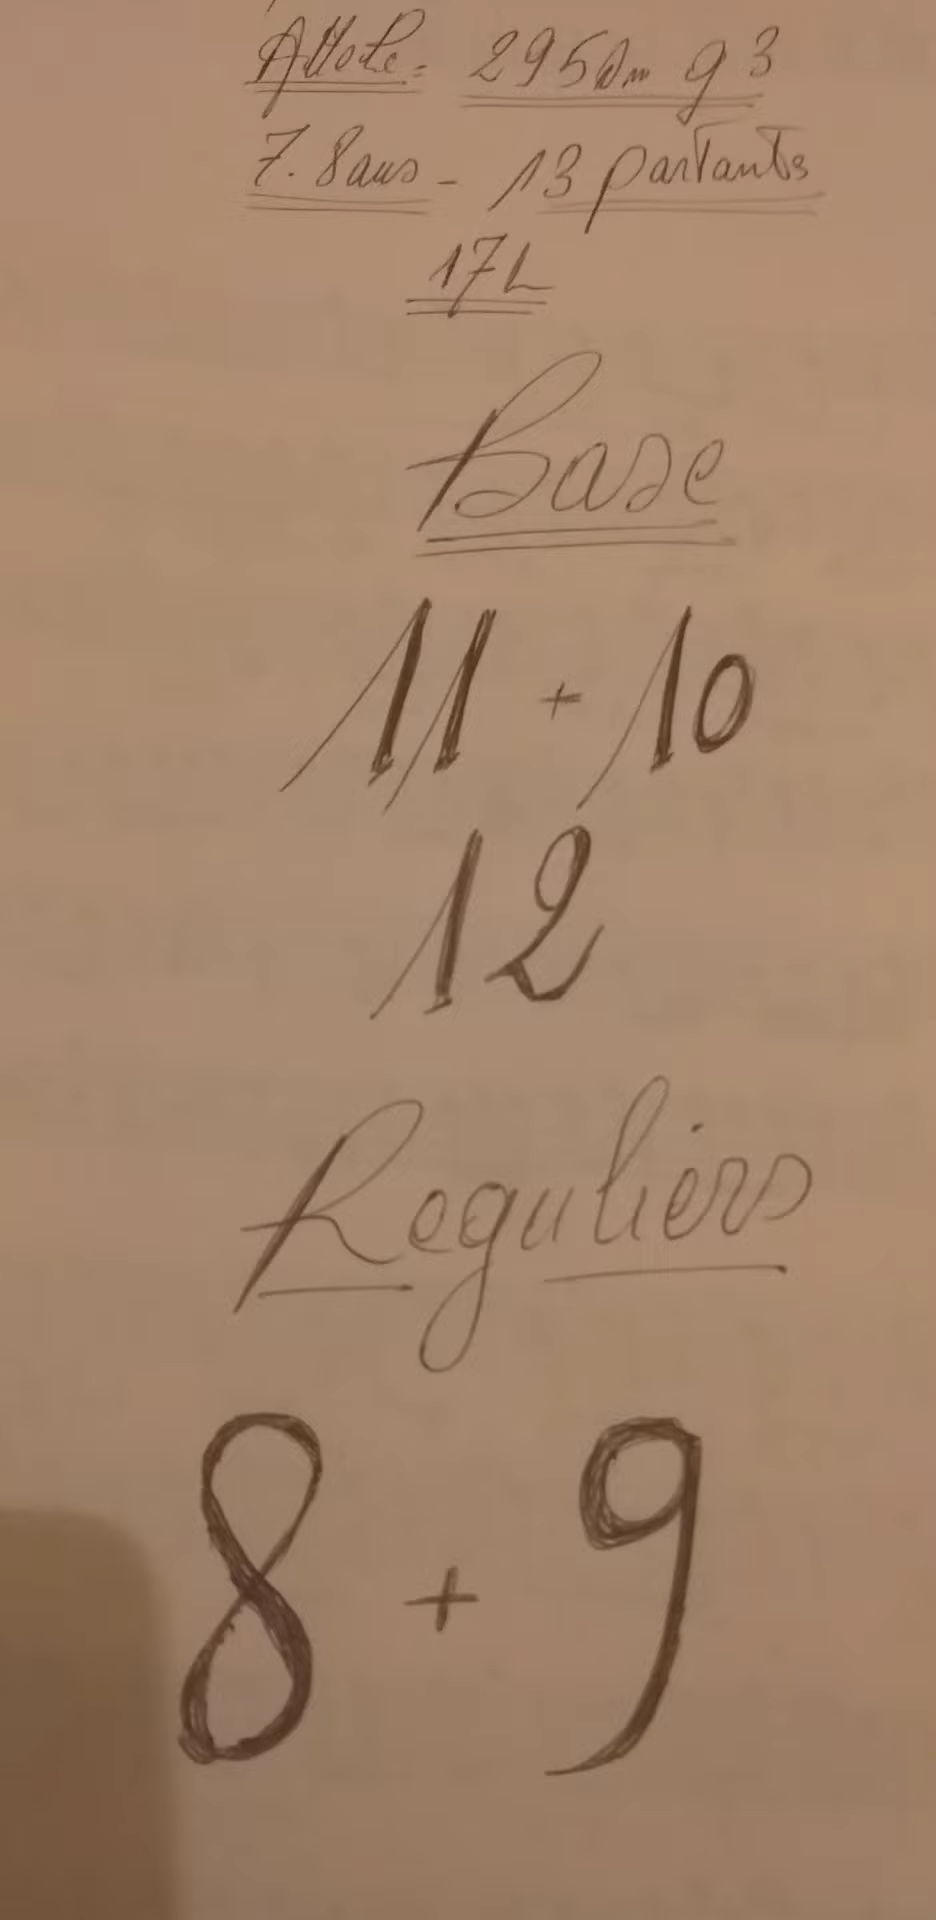 Attelé: 2950m g3
7.8ans - 13 partants
17h
Base
11 + 10
12
Reguliers
8 + 9